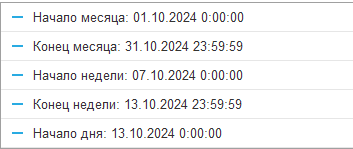 Начало месяца: 01.10.2024 0:00:00
Конец месяца: 31.10.2024 23:59:59
Начало недели: 07.10.2024 0:00:00
Конец недели: 13.10.2024 23:59:59
Начало дня: 13.10.2024 0:00:00